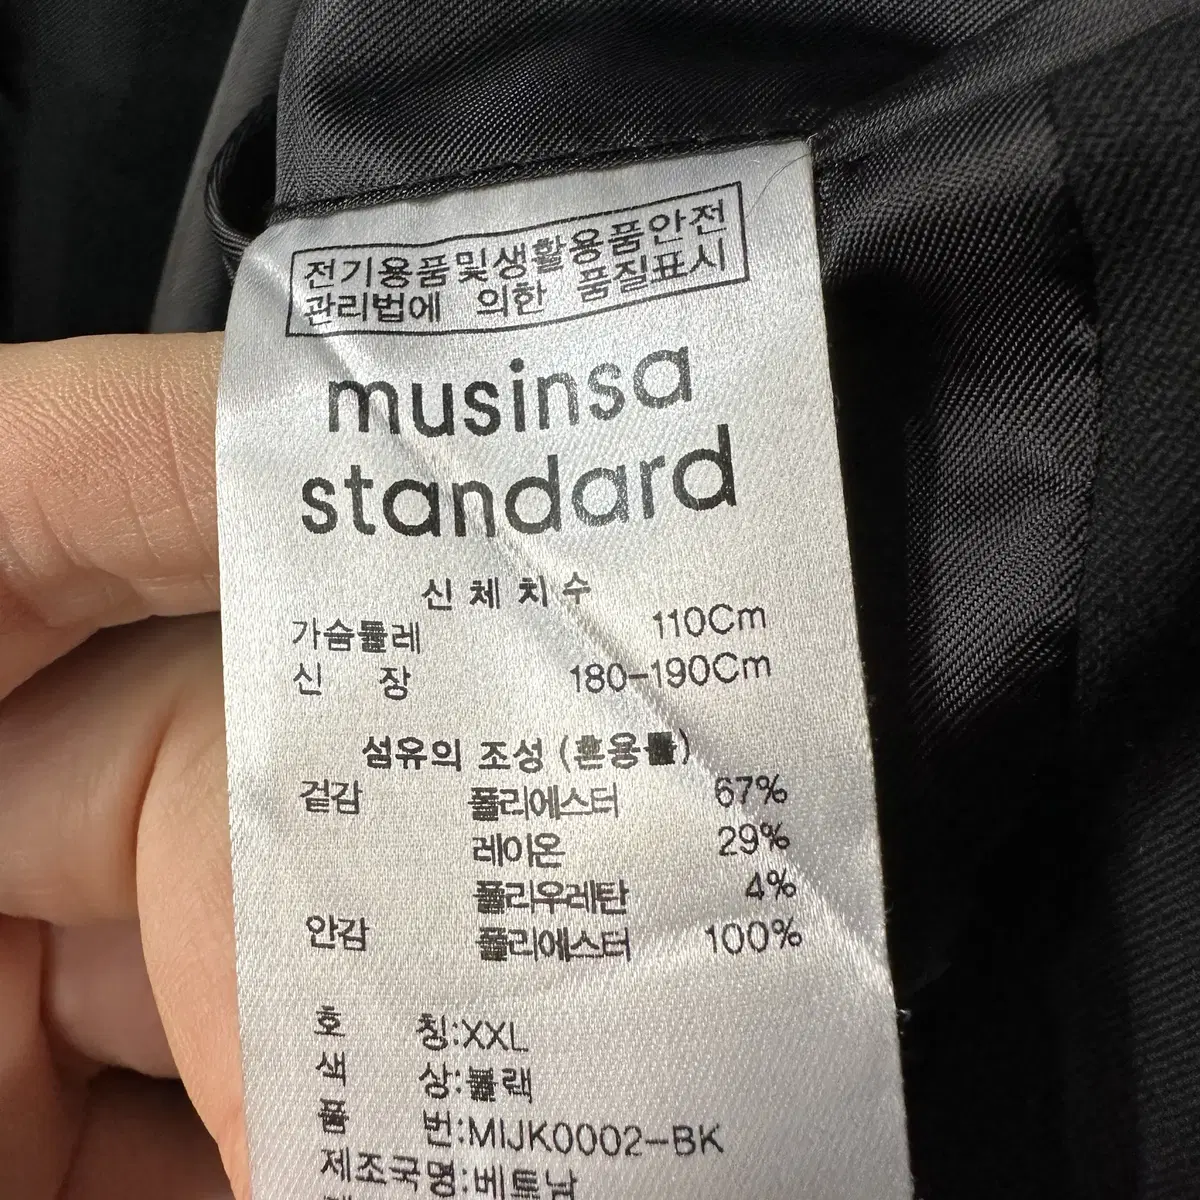 전기용품및생활용품안전
관리법에 의한 품질표시
musinsa
standard
신체치수
가슴둘레 110Cm
신 장 180-190Cm
섬유의 조성 (혼용률)
겉감 폴리에스터 67%
레이온 29%
폴리우레탄 4%
안감 폴리에스터 100%
호 칭:XXL
색 상:블랙
품 번:MIJK0002-BK
제조국명:베트남